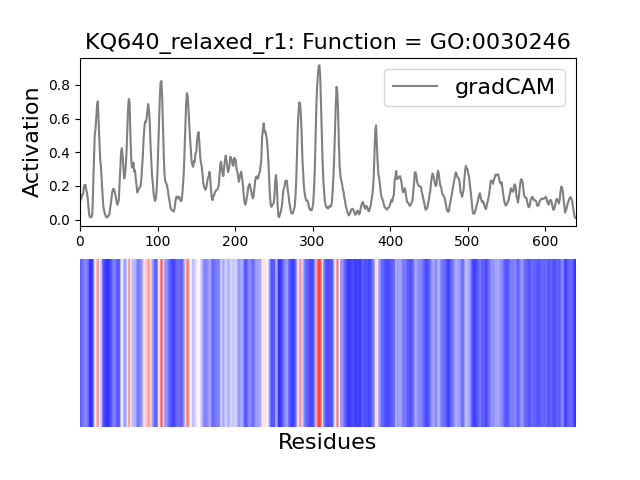 KQ640_relaxed_r1: Function = GO:0030246
Activation
0.8
0.6
0.4
0.2
0.0
gradCAM
0 100 200 300 400 500 600
Residues